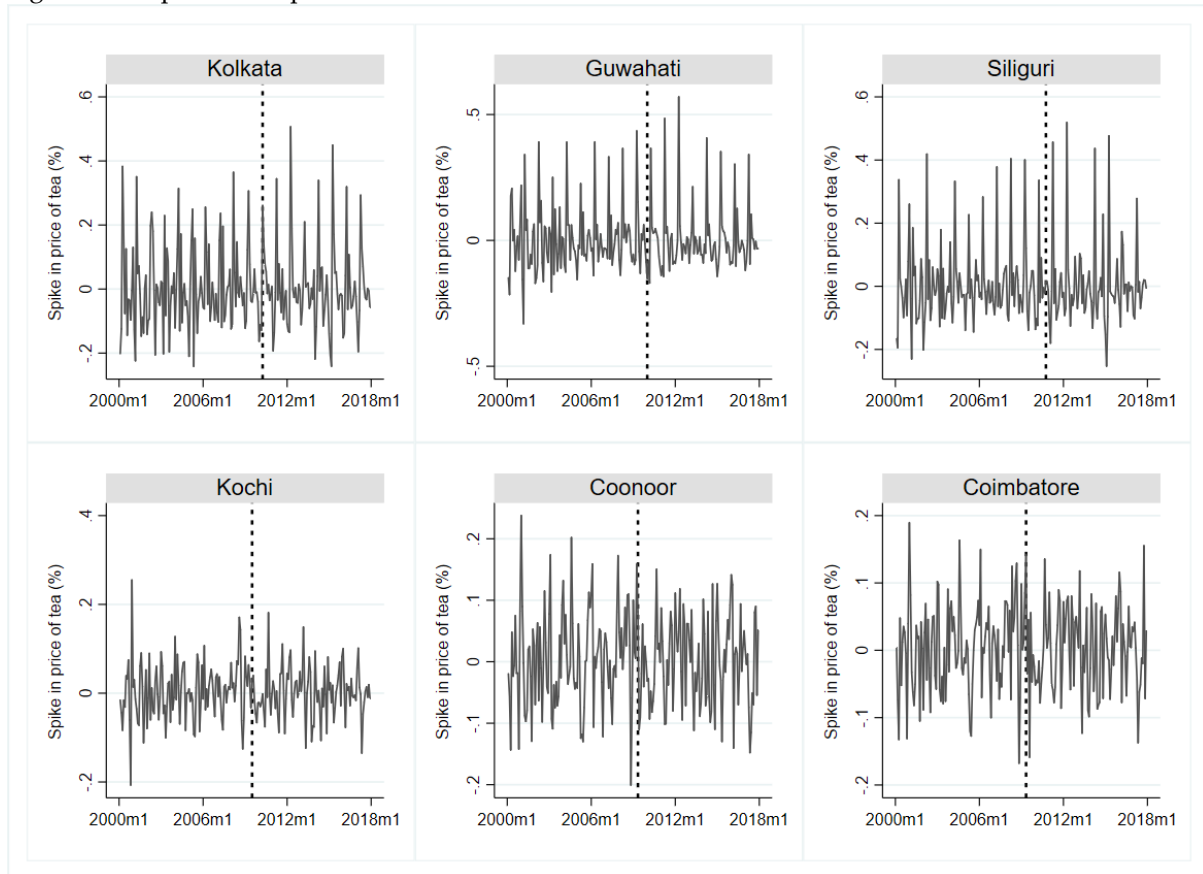 Kolkata
Spike in price of tea (%)
.6
.4
.2
0
-.2
2000m1 2006m1 2012m1 2018m1
Guwahati
Spike in price of tea (%)
.5
0
-.5
2000m1 2006m1 2012m1 2018m1
Siliguri
Spike in price of tea (%)
.6
.4
.2
0
-.2
2000m1 2006m1 2012m1 2018m1
Kochi
Spike in price of tea (%)
.4
.2
0
-.2
2000m1 2006m1 2012m1 2018m1
Coonoor
Spike in price of tea (%)
.2
.1
0
-.1
-.2
2000m1 2006m1 2012m1 2018m1
Coimbatore
Spike in price of tea (%)
.2
.1
0
-.1
-.2
2000m1 2006m1 2012m1 2018m1